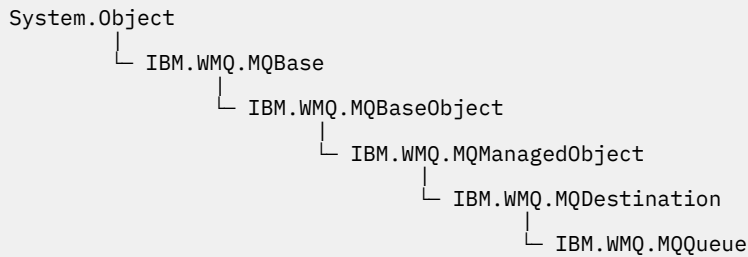 System.Object
IBM.WMQ.MQBase
IBM.WMQ.MQBaseObject
IBM.WMQ.MQManagedObject
IBM.WMQ.MQDestination
IBM.WMQ.MQQueue